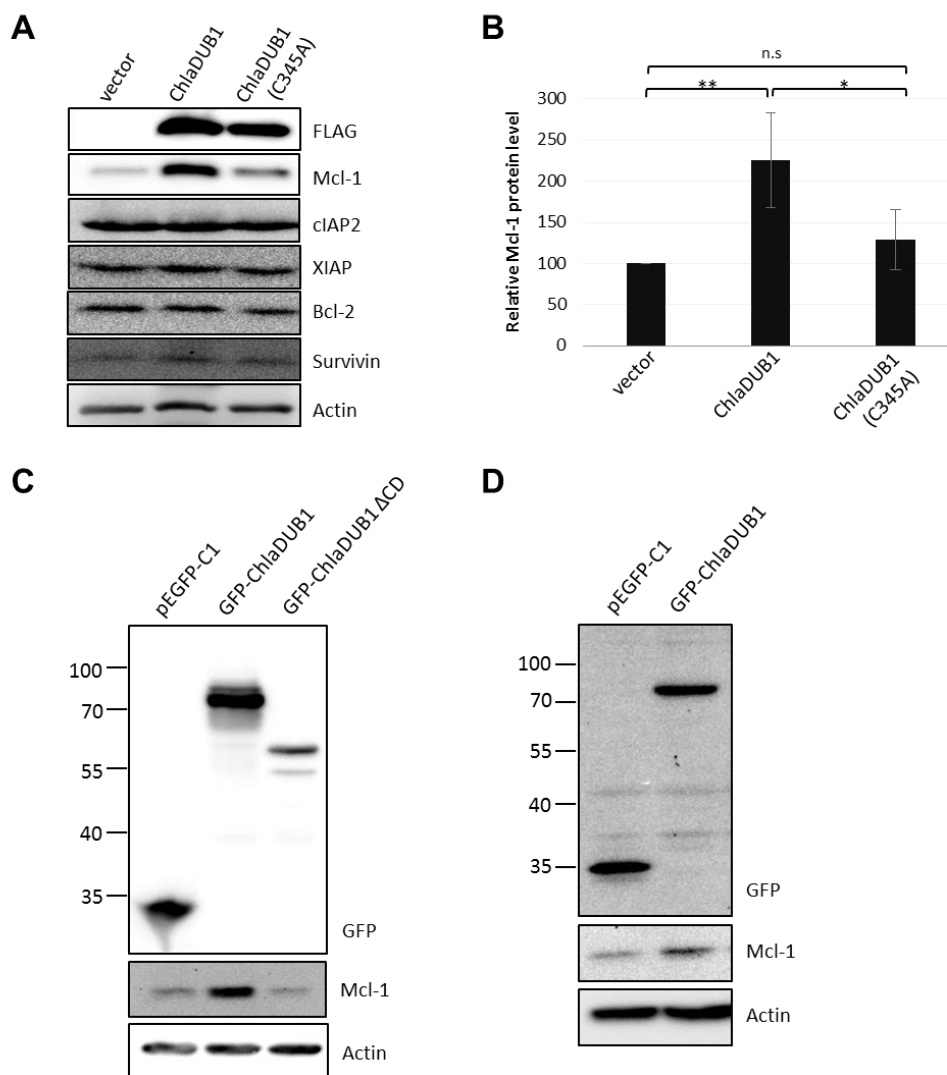 A
vector
ChlaDUB1
ChlaDUB1
(C345A)
FLAG
Mcl-1
cIAP2
XIAP
Bcl-2
Survivin
Actin
B
n.s
**
*
Relative Mcl-1 protein level
300
250
200
150
100
50
0
vector
ChlaDUB1
ChlaDUB1
(C345A)
C
pEGFP-C1
GFP-ChlaDUB1
GFP-ChlaDUB1 ΔCD
100
70
55
40
35
GFP
Mcl-1
Actin
D
pEGFP-C1
GFP-ChlaDUB1
100
70
55
40
35
GFP
Mcl-1
Actin